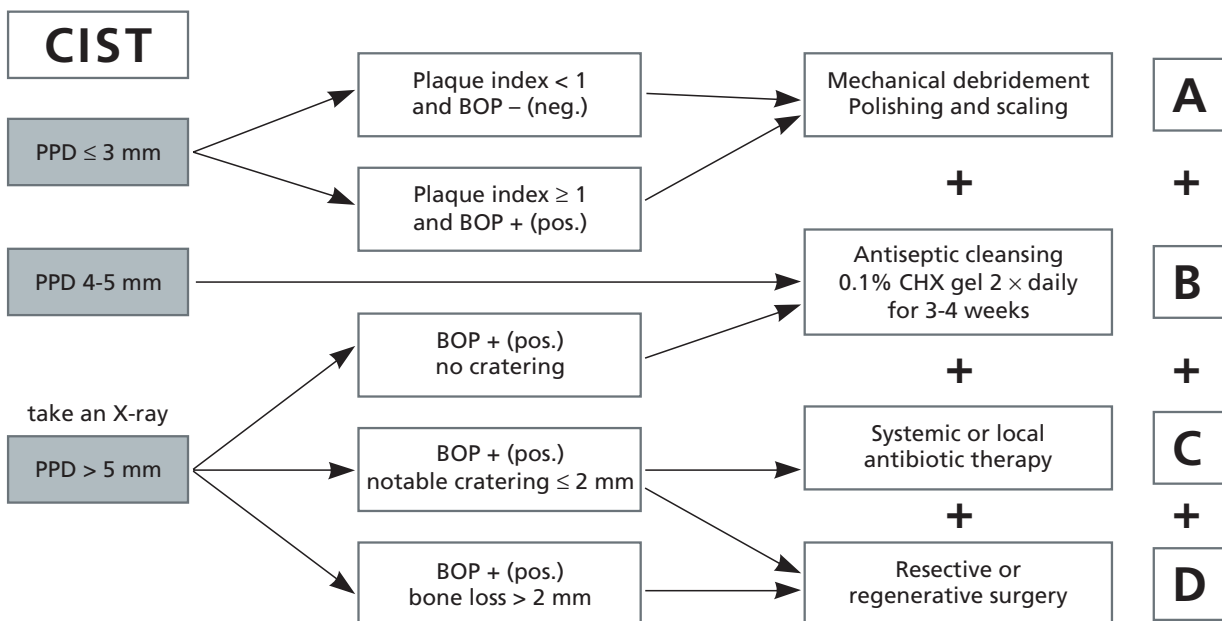 CIST
PPD ≤ 3 mm
PPD 4-5 mm
take an X-ray
PPD > 5 mm
Plaque index < 1
and BOP – (neg.)
Plaque index ≥ 1
and BOP + (pos.)
BOP + (pos.)
no cratering
BOP + (pos.)
notable cratering ≤ 2 mm
BOP + (pos.)
bone loss > 2 mm
Mechanical debridement
Polishing and scaling
+
Antiseptic cleansing
0.1% CHX gel 2 × daily
for 3-4 weeks
+
Systemic or local
antibiotic therapy
+
Resective or
regenerative surgery
A
+
B
+
C
+
D